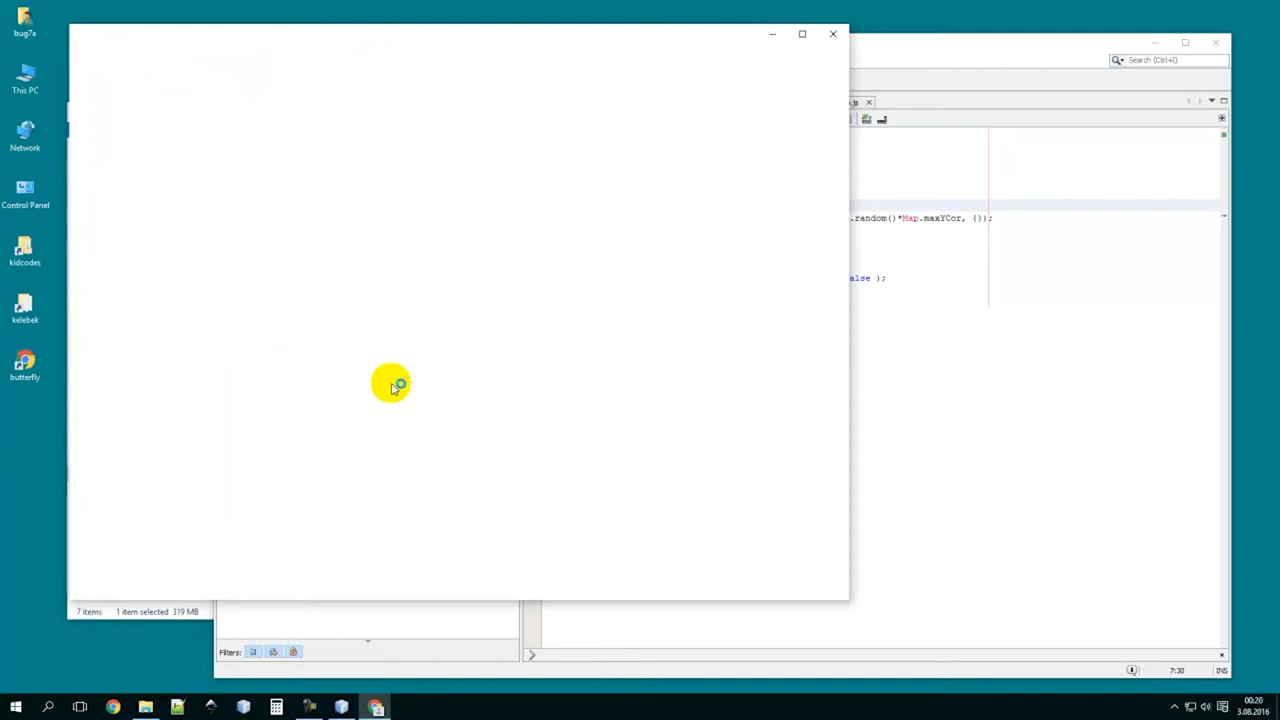 bug7a
This PC
Network
Control Panel
kidcodes
kelebek
butterfly
Search (Ctrl+I)
.js
.random()*Map.maxYCor, {});
alse );
7 items 1 item selected 319 MB
Filters:
7:30 INS
00:20
3.08.2016